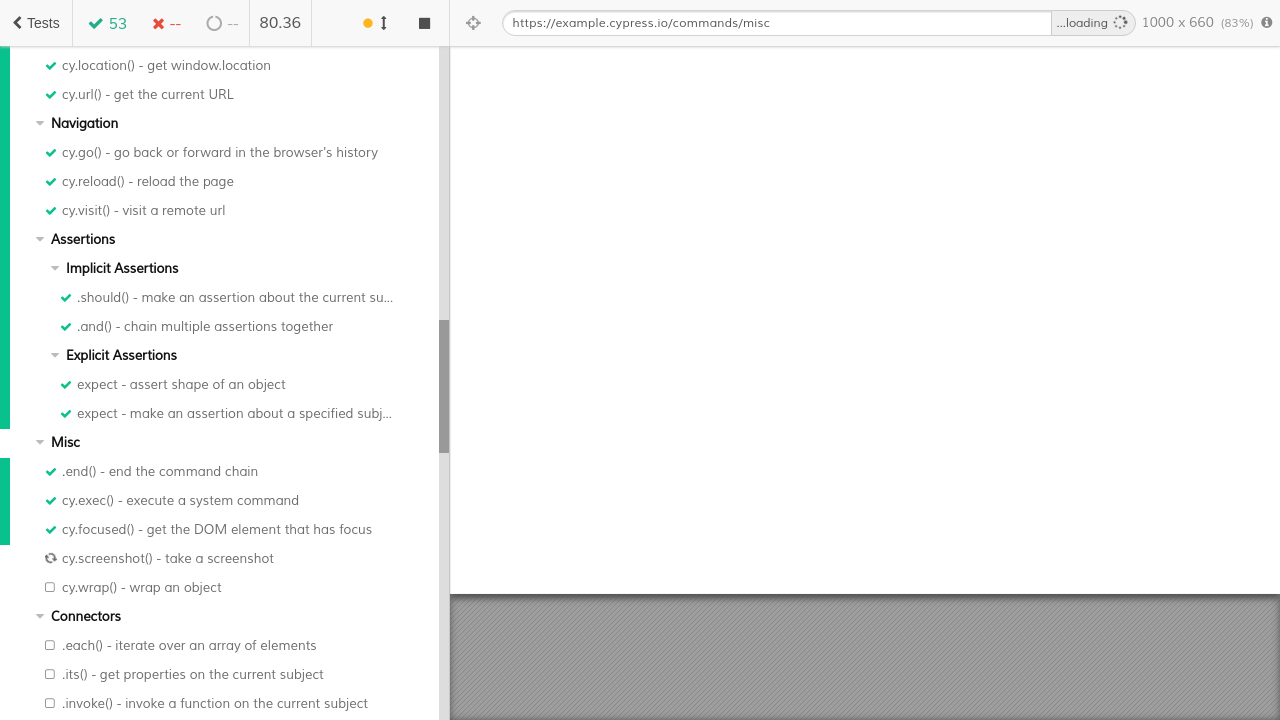 Tests 53 -- -- 80.36 https://example.cypress.io/commands/misc ...loading 1000 x 660 (83%)
cy.location() - get window.location
cy.url() - get the current URL
Navigation
cy.go() - go back or forward in the browser's history
cy.reload() - reload the page
cy.visit() - visit a remote url
Assertions
Implicit Assertions
.should() - make an assertion about the current su...
.and() - chain multiple assertions together
Explicit Assertions
expect - assert shape of an object
expect - make an assertion about a specified subj...
Misc
.end() - end the command chain
cy.exec() - execute a system command
cy.focused() - get the DOM element that has focus
cy.screenshot() - take a screenshot
cy.wrap() - wrap an object
Connectors
.each() - iterate over an array of elements
.its() - get properties on the current subject
.invoke() - invoke a function on the current subject